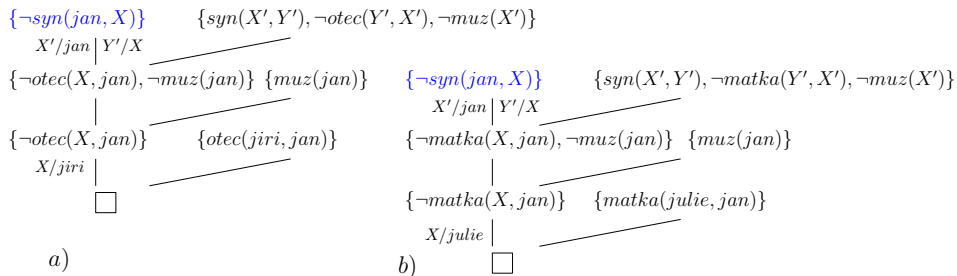 {¬syn(jan, X)} {syn(X′, Y′), ¬otec(Y′, X′), ¬muz(X′)}
X′/jan Y′/X
{¬otec(X, jan), ¬muz(jan)} {muz(jan)}
{¬otec(X, jan)} {otec(jiri, jan)}
X/jiri
a)
{¬syn(jan, X)} {syn(X′, Y′), ¬matka(Y′, X′), ¬muz(X′)}
X′/jan Y′/X
{¬matka(X, jan), ¬muz(jan)} {muz(jan)}
{¬matka(X, jan)} {matka(julie, jan)}
X/julie
b)